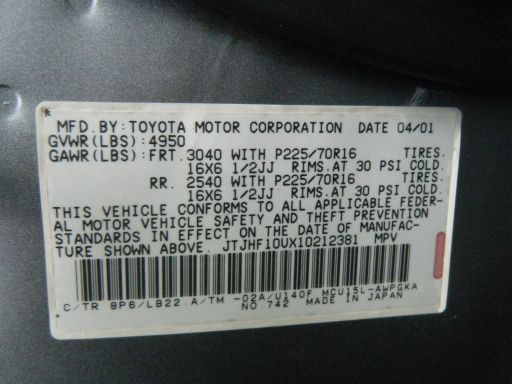 MFD.BY:TOYOTA MOTOR CORPORATION DATE 04/01
GVWR(LBS):4950
GAWR(LBS):FRT.3040 WITH P225/70R16 TIRES.
16X6 1/2JJ RIMS.AT 30 PSI COLD.
RR. 2540 WITH P225/70R16 TIRES.
16X6 1/2JJ RIMS.AT 30 PSI COLD.
THIS VEHICLE CONFORMS TO ALL APPLICABLE FEDER-
AL MOTOR VEHICLE SAFETY AND THEFT PREVENTION
STANDARDS IN EFFECT ON THE DATE OF MANUFAC-
TURE SHOWN ABOVE. JTJHF10UX10212381 MPV
C/TR 8P6/LB22 A/TM -02A/U140F MCU15L-AWPGKA
NO 742 MADE IN JAPAN